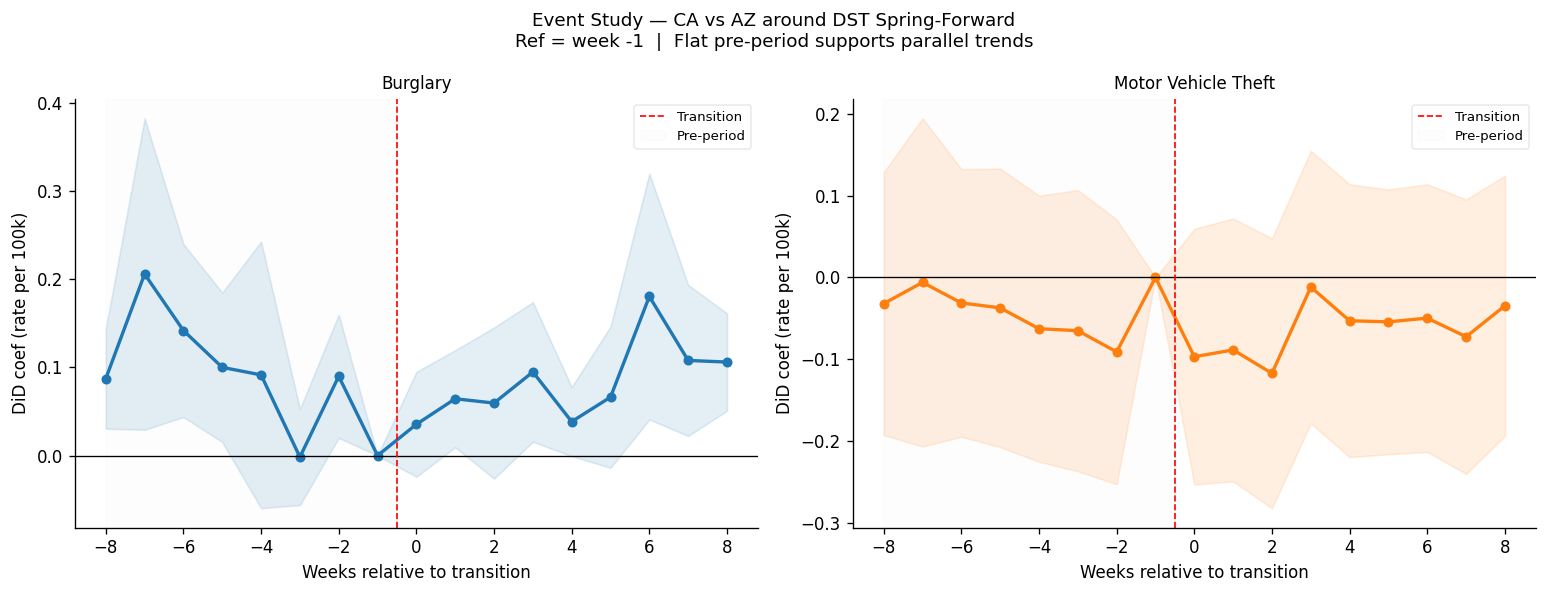 Event Study — CA vs AZ around DST Spring-Forward
Ref = week -1 | Flat pre-period supports parallel trends
Burglary
0.4
0.3
0.2
0.1
0.0
DiD coef (rate per 100k)
Transition
Pre-period
−8 −6 −4 −2 0 2 4 6 8
Weeks relative to transition
Motor Vehicle Theft
0.2
0.1
0.0
−0.1
−0.2
−0.3
DiD coef (rate per 100k)
Transition
Pre-period
−8 −6 −4 −2 0 2 4 6 8
Weeks relative to transition